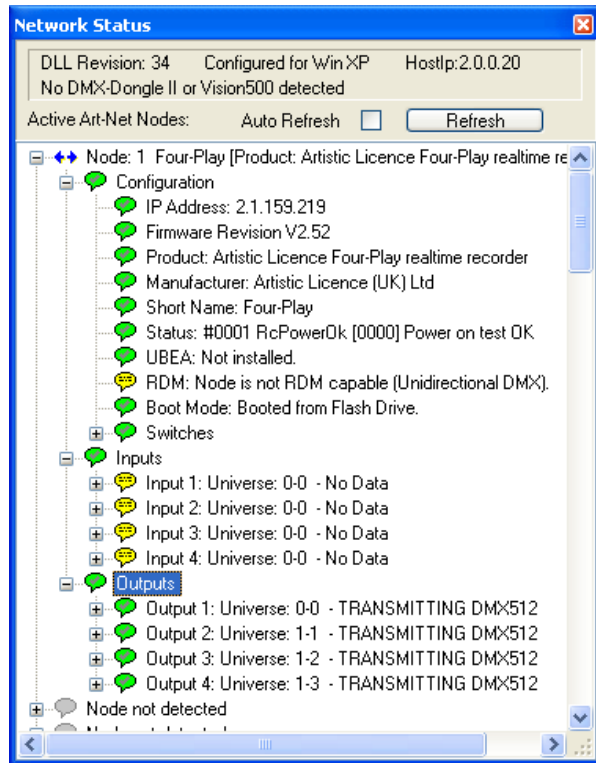 Network Status
DLL Revision: 34 Configured for Win XP HostIp:2.0.0.20
No DMX-Dongle II or Vision500 detected
Active Art-Net Nodes: Auto Refresh Refresh
Node: 1 Four-Play [Product: Artistic Licence Four-Play realtime re
Configuration
IP Address: 2.1.159.219
Firmware Revision V2.52
Product: Artistic Licence Four-Play realtime recorder
Manufacturer: Artistic Licence (UK) Ltd
Short Name: Four-Play
Status: #0001 RcPowerOk [0000] Power on test OK
UBEA: Not installed.
RDM: Node is not RDM capable (Unidirectional DMX).
Boot Mode: Booted from Flash Drive.
Switches
Inputs
Input 1: Universe: 0-0 - No Data
Input 2: Universe: 0-0 - No Data
Input 3: Universe: 0-0 - No Data
Input 4: Universe: 0-0 - No Data
Outputs
Output 1: Universe: 0-0 - TRANSMITTING DMX512
Output 2: Universe: 1-1 - TRANSMITTING DMX512
Output 3: Universe: 1-2 - TRANSMITTING DMX512
Output 4: Universe: 1-3 - TRANSMITTING DMX512
Node not detected